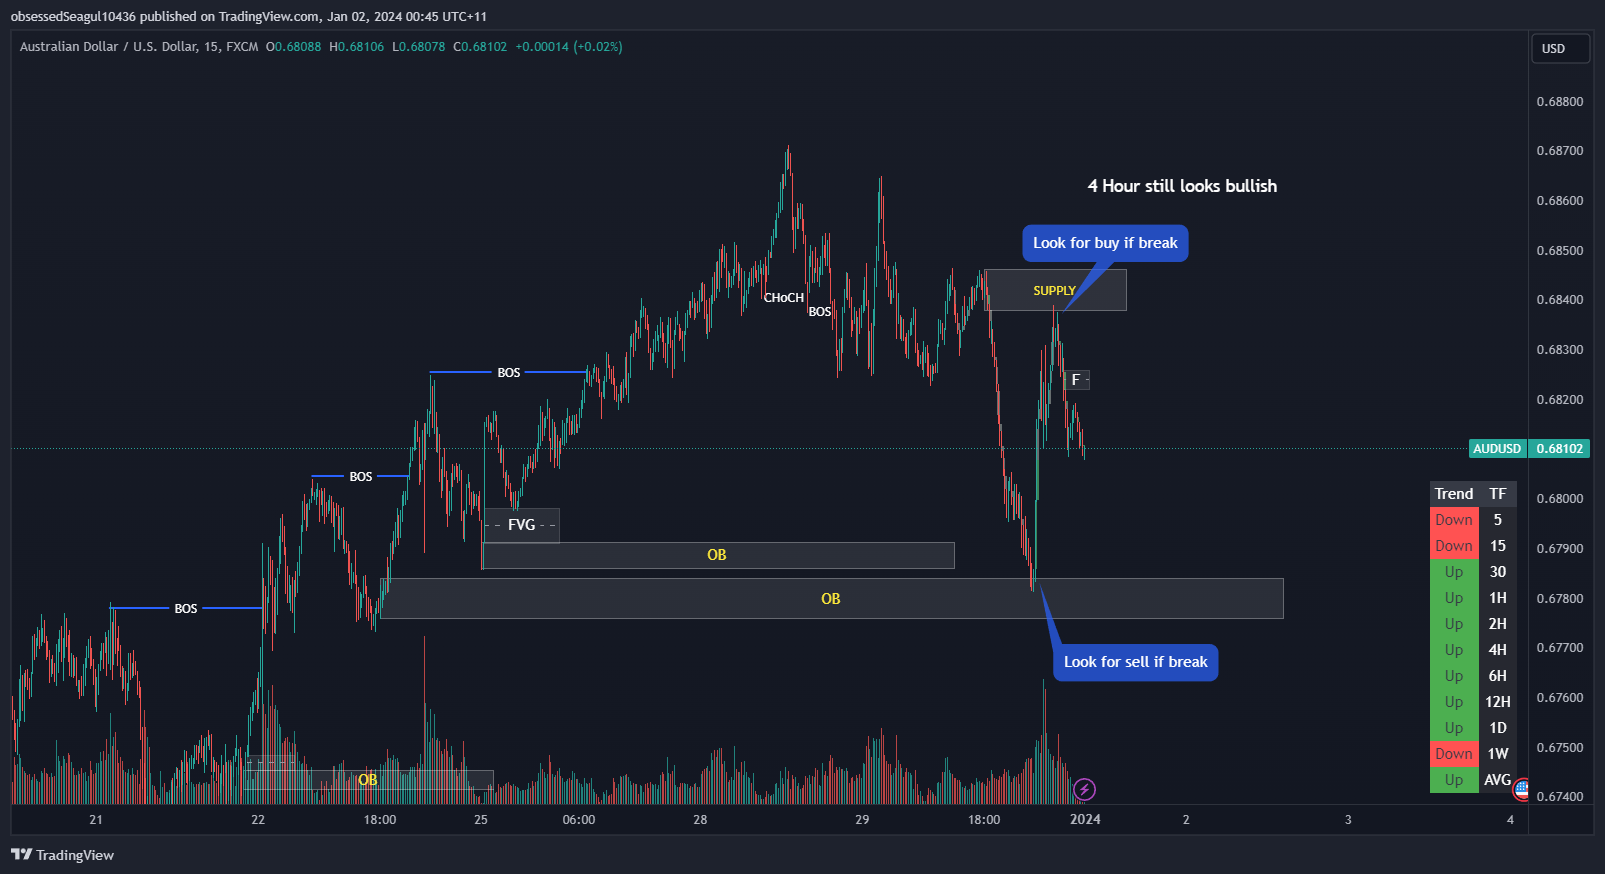 obsessedSeagul10436 published on TradingView.com, Jan 02, 2024 00:45 UTC+11
Australian Dollar / U.S. Dollar, 15, FXCM O0.68088 H0.68106 L0.68078 C0.68102 +0.00014 (+0.02%)
USD
0.68800
0.68700
4 Hour still looks bullish
0.68600
Look for buy if break
0.68500
SUPPLY
CHoCH
0.68400
BOS
0.68300
BOS
F
0.68200
AUDUSD 0.68102
BOS
Trend TF
0.68000
Down 5
FVG
Down 15
0.67900
OB
Up 30
OB
Up 1H
0.67800
BOS
Up 2H
0.67700
Up 4H
Look for sell if break
Up 6H
0.67600
Up 12H
Up 1D
0.67500
Down 1W
OB
Up AVG
0.67400
21 22 18:00 25 06:00 28 29 18:00 2024 2 3 4
TradingView